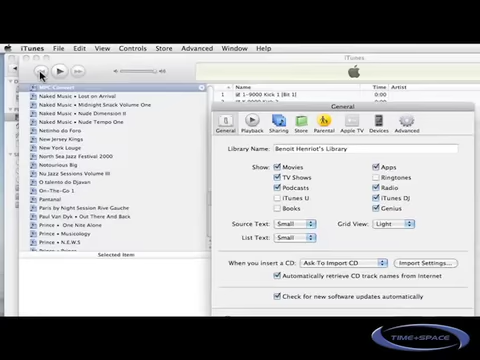 iTunes File Edit View Controls Store Advanced Window Help
iTunes
MPC Convert
Naked Music • Lost on Arrival
Naked Music • Midnight Snack Volume One
Naked Music • Nude Dimension II
Naked Music • Nude Tempo One
Netinho do Foro
New Jersey Kings
New York Lounge
North Sea Jazz Festival 2000
Notourious Big
Nu Jazz Sessions Volume III
O talento do Djavan
On-The-Go 1
Pantanal
Paris by Night Season Rive Gauche
Paul Van Dyk • Out There And Back
Prince • One Nite Alone
Prince • Musicology
Prince • N.E.W.S
Selected Item
Name Time Artist
1-9000 Kick 1 [Bit 1]
General
General Playback Sharing Store Parental Apple TV Devices Advanced
Library Name: Benoit Henriot's Library
Show: Movies Apps
TV Shows Ringtones
Podcasts Radio
iTunes U iTunes DJ
Books Genius
Source Text: Small Grid View: Light
List Text: Small
When you insert a CD: Ask To Import CD Import Settings...
Automatically retrieve CD track names from Internet
Check for new software updates automatically
TIME+SPACE